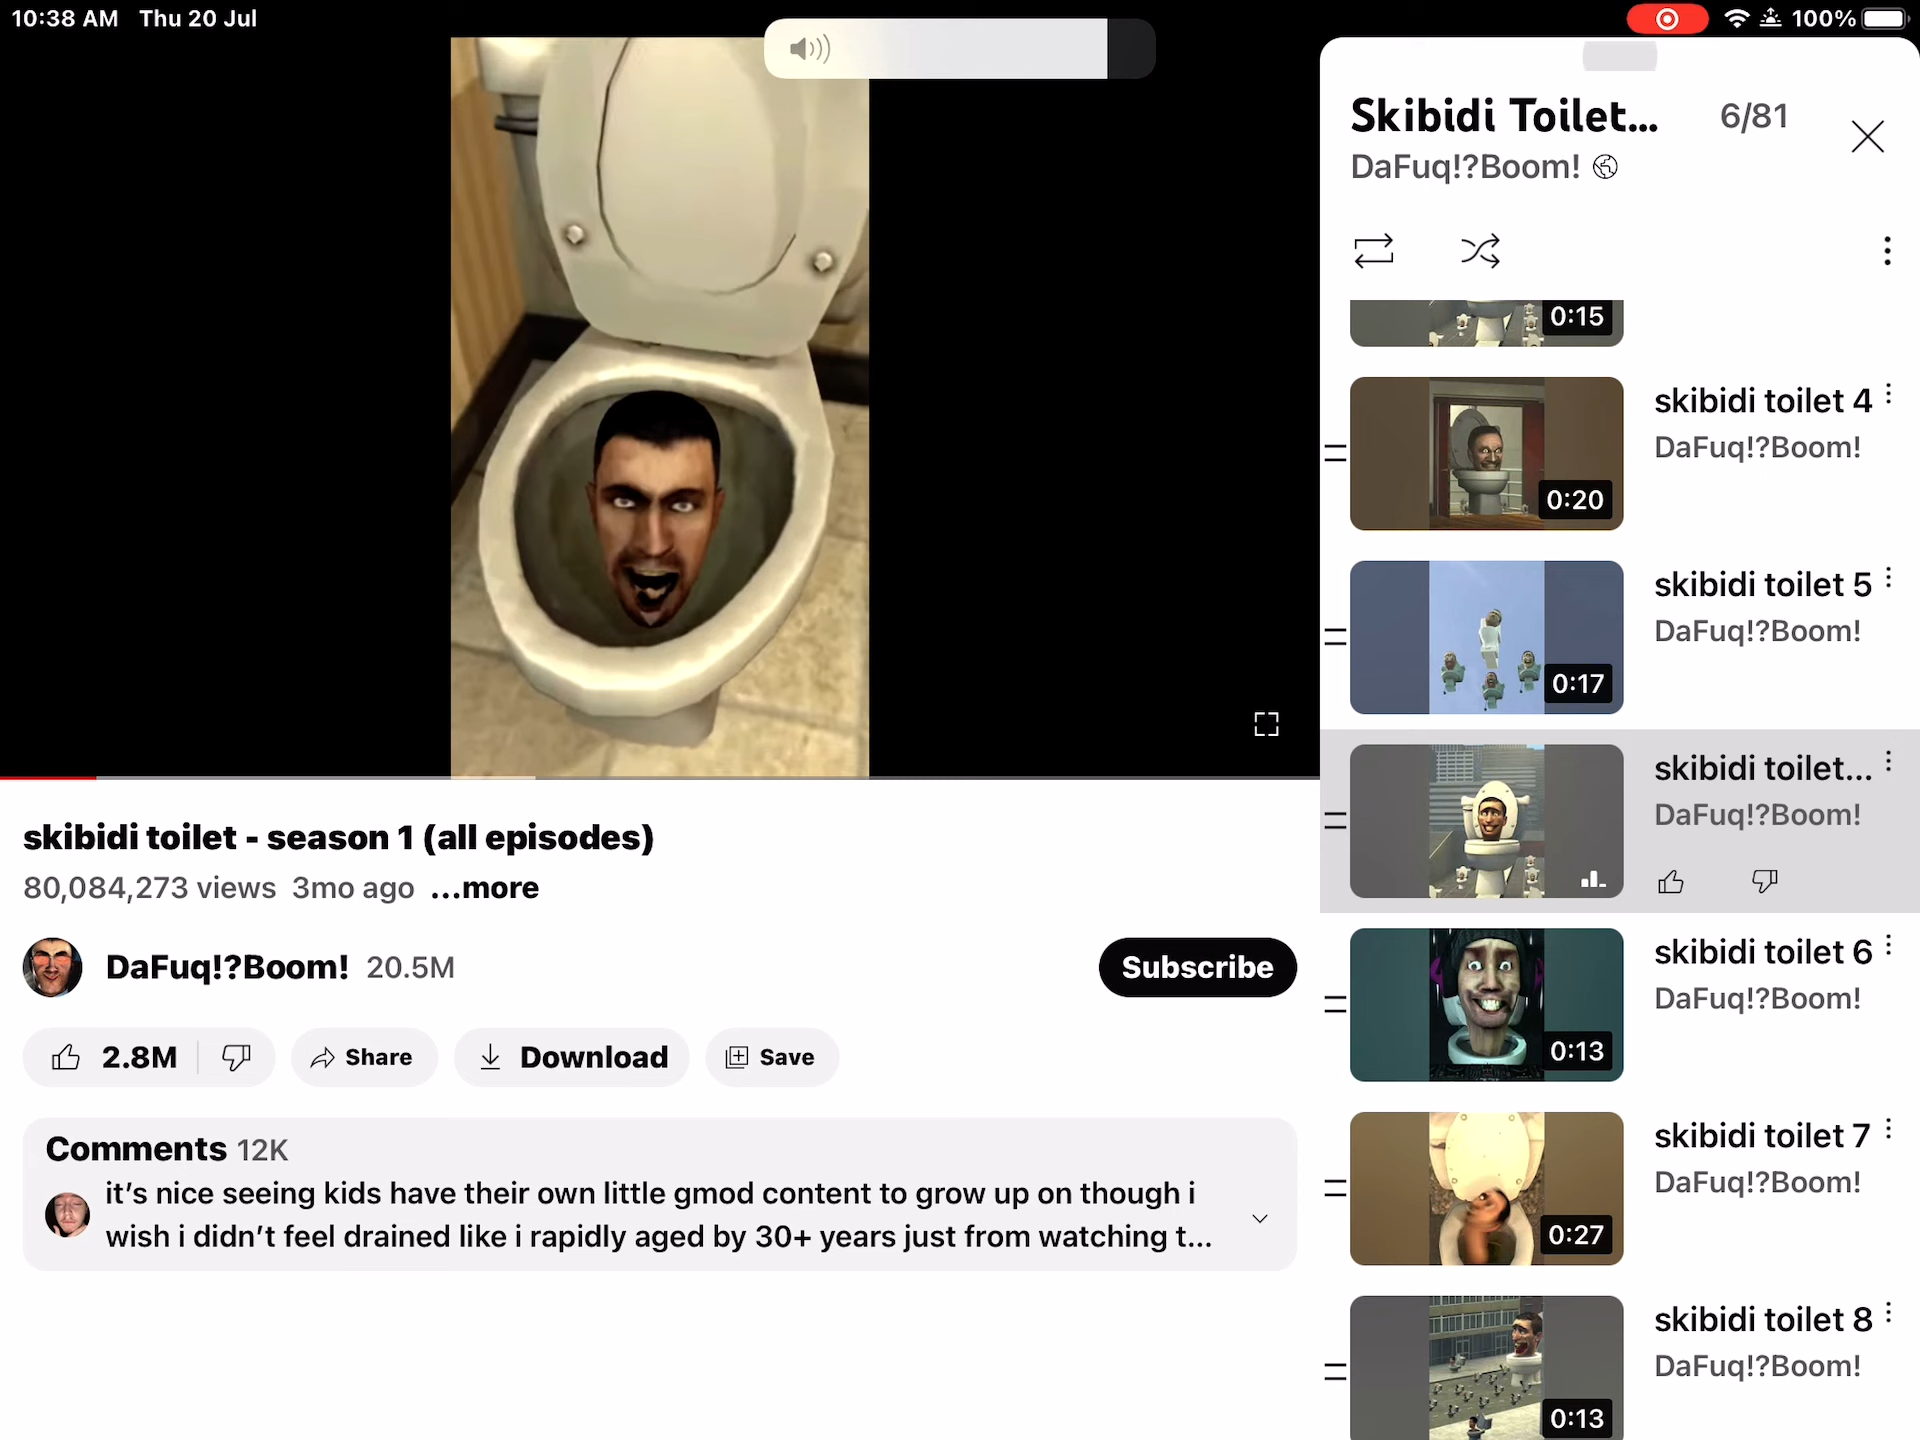 10:38 AM Thu 20 Jul
100%
Skibidi Toilet... 6/81
DaFuq!?Boom!
0:15
skibidi toilet 4
DaFuq!?Boom!
0:20
skibidi toilet 5
DaFuq!?Boom!
0:17
skibidi toilet...
DaFuq!?Boom!
skibidi toilet 6
DaFuq!?Boom!
0:13
skibidi toilet 7
DaFuq!?Boom!
0:27
skibidi toilet 8
DaFuq!?Boom!
0:13
skibidi toilet - season 1 (all episodes)
80,084,273 views 3mo ago ...more
DaFuq!?Boom! 20.5M
Subscribe
2.8M Share Download Save
Comments 12K
it’s nice seeing kids have their own little gmod content to grow up on though i
wish i didn’t feel drained like i rapidly aged by 30+ years just from watching t...